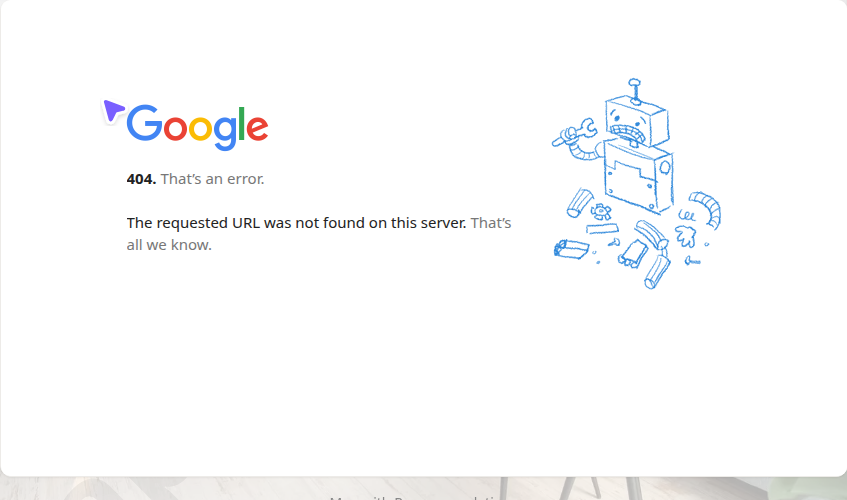 Google
404. That’s an error.
The requested URL was not found on this server. That’s
all we know.